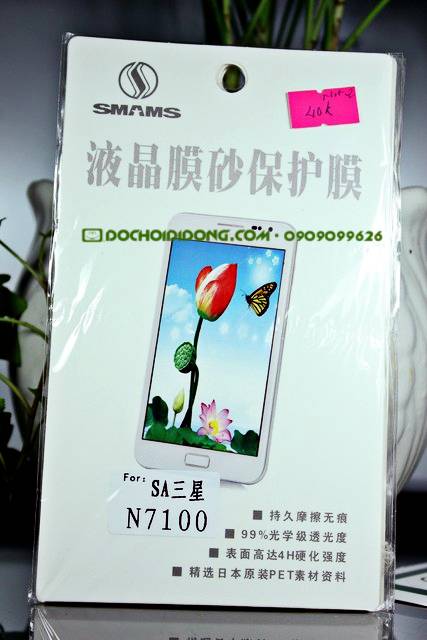 SMAMS
40k
液晶膜砂保护膜
DOCHOIDIDONG.COM - 0909099626
For:
SA三星
N7100
■ 持久摩擦无痕
■ 99%光学级透光度
■ 表面高达4H硬化强度
■ 精选日本原装PET素材资料